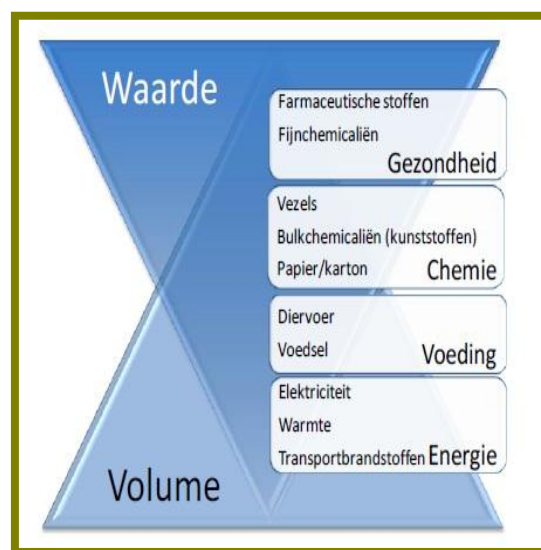 Waarde
Farmaceutische stoffen
Fijnchemicaliën
Gezondheid
Vezels
Bulkchemicaliën (kunststoffen)
Papier/karton Chemie
Diervoer
Voedsel Voeding
Elektriciteit
Warmte
Transportbrandstoffen Energie
Volume